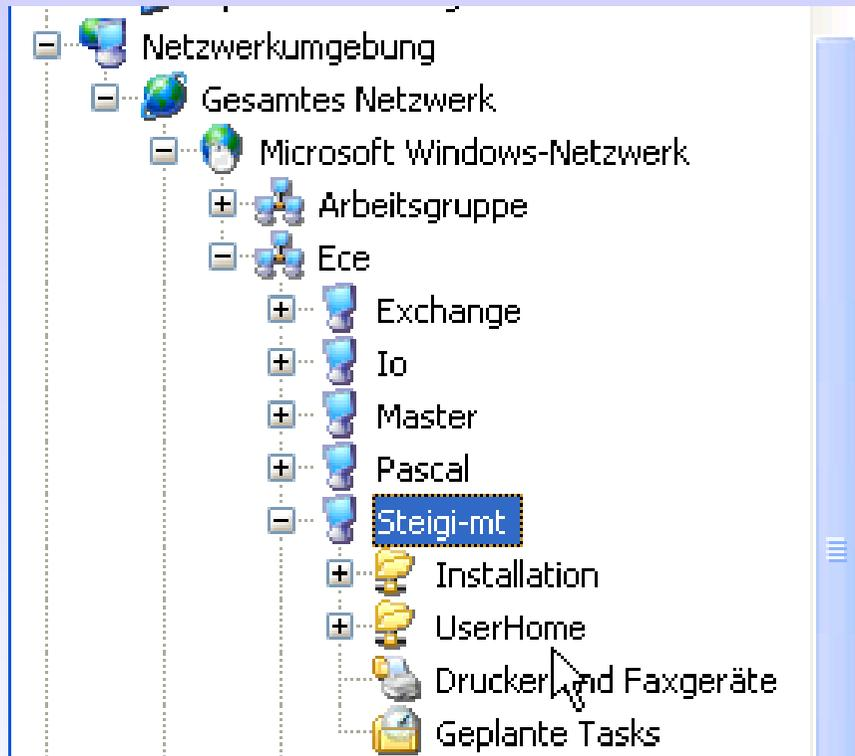 Netzwerkumgebung
Gesamtes Netzwerk
Microsoft Windows-Netzwerk
Arbeitsgruppe
Ece
Exchange
Io
Master
Pascal
Steigi-mt
Installation
UserHome
Drucker und Faxgeräte
Geplante Tasks